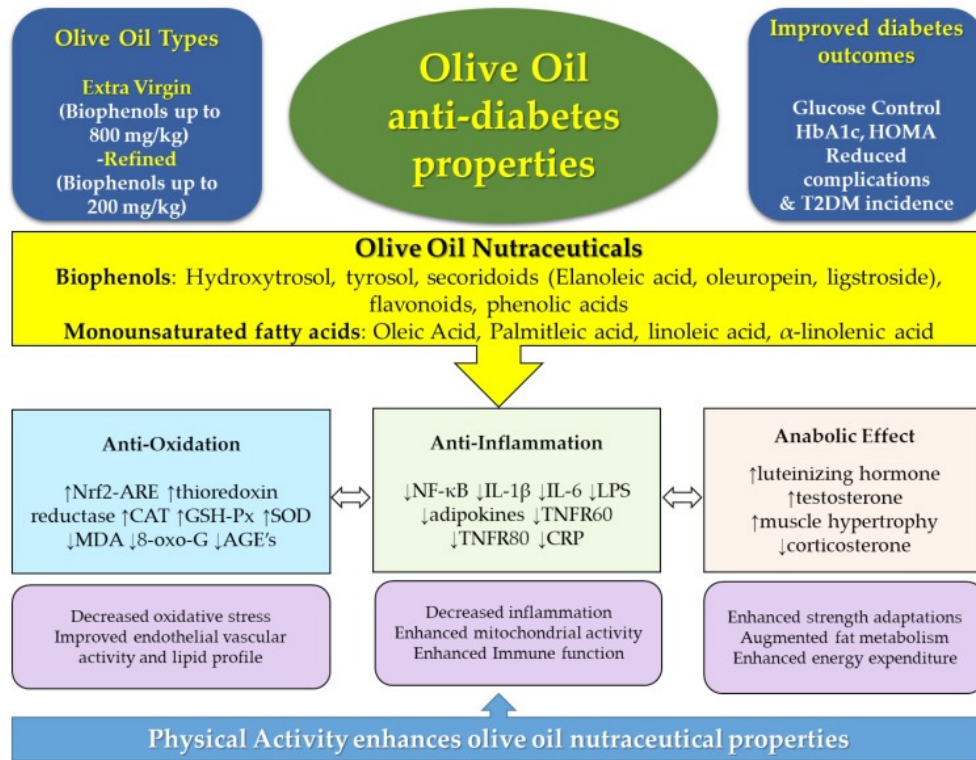 Olive Oil Types
Extra Virgin
(Biophenols up to
800 mg/kg)
-Refined
(Biophenols up to
200 mg/kg)
Olive Oil
anti-diabetes
properties
Improved diabetes
outcomes
Glucose Control
HbA1c, HOMA
Reduced
complications
& T2DM incidence
Olive Oil Nutraceuticals
Biophenols: Hydroxytrosol, tyrosol, secoridoids (Elanoleic acid, oleuropein, ligstroside),
flavonoids, phenolic acids
Monounsaturated fatty acids: Oleic Acid, Palmitleic acid, linoleic acid, α-linolenic acid
Anti-Oxidation
↑Nrf2-ARE ↑thioredoxin
reductase ↑CAT ↑GSH-Px ↑SOD
↓MDA ↓8-oxo-G ↓AGE's
Anti-Inflammation
↓NF-κB ↓IL-1β ↓IL-6 ↓LPS
↓adipokines ↓TNFR60
↓TNFR80 ↓CRP
Anabolic Effect
↑luteinizing hormone
↑testosterone
↑muscle hypertrophy
↓corticosterone
Decreased oxidative stress
Improved endothelial vascular
activity and lipid profile
Decreased inflammation
Enhanced mitochondrial activity
Enhanced Immune function
Enhanced strength adaptations
Augmented fat metabolism
Enhanced energy expenditure
Physical Activity enhances olive oil nutraceutical properties